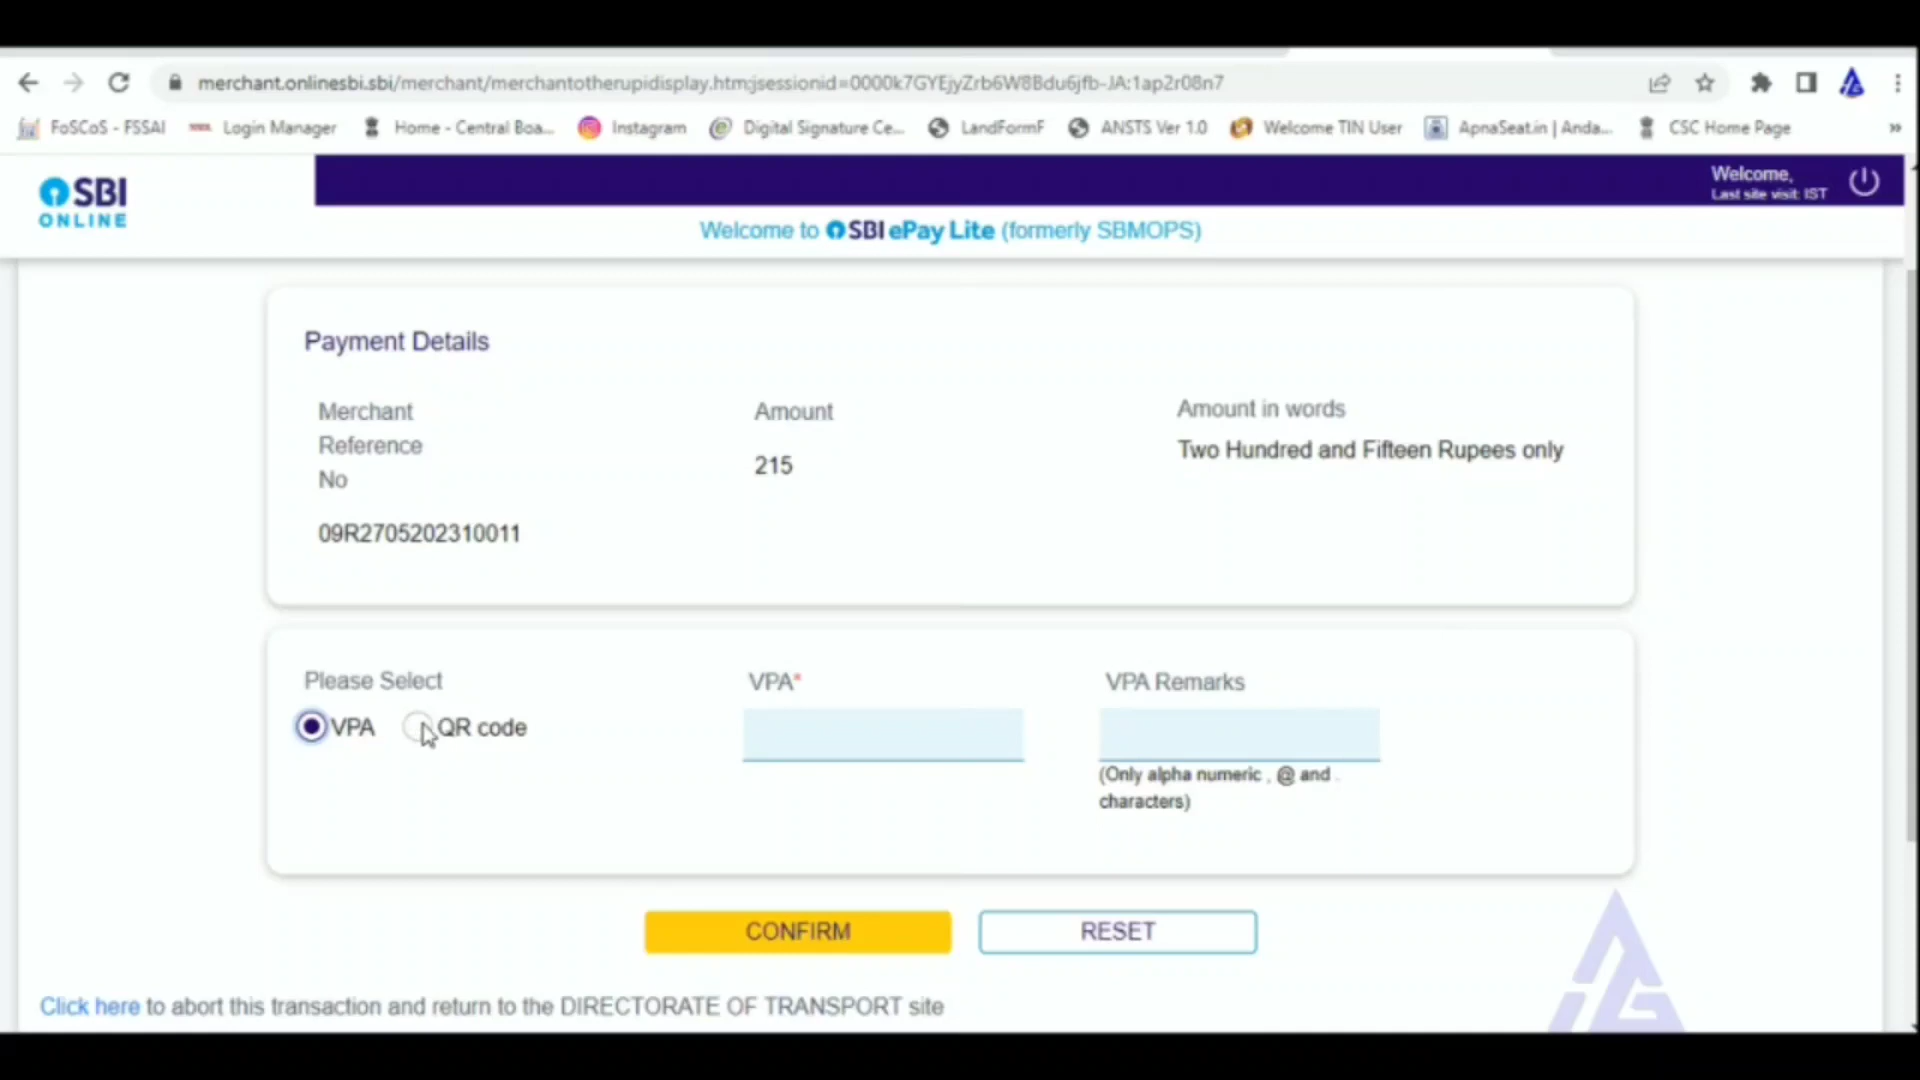 merchant.onlinesbi.sbi/merchant/merchantotherupidisplay.htm;jsessionid=0000k7GYEjyZrb6W8Bdu6jfb-JA:1ap2r08n7
FoSCoS - FSSAI Login Manager Home - Central Boa... Instagram Digital Signature Ce... LandFormF ANSTS Ver 1.0 Welcome TIN User ApnaSeat.in | Anda... CSC Home Page »
SBI
ONLINE
Welcome,
Last site visit: IST
Welcome to SBI ePay Lite (formerly SBMOPS)
Payment Details
Merchant
Reference
No
09R2705202310011
Amount
215
Amount in words
Two Hundred and Fifteen Rupees only
Please Select
VPA QR code
VPA*
VPA Remarks
(Only alpha numeric , @ and .
characters)
CONFIRM RESET
Click here to abort this transaction and return to the DIRECTORATE OF TRANSPORT site